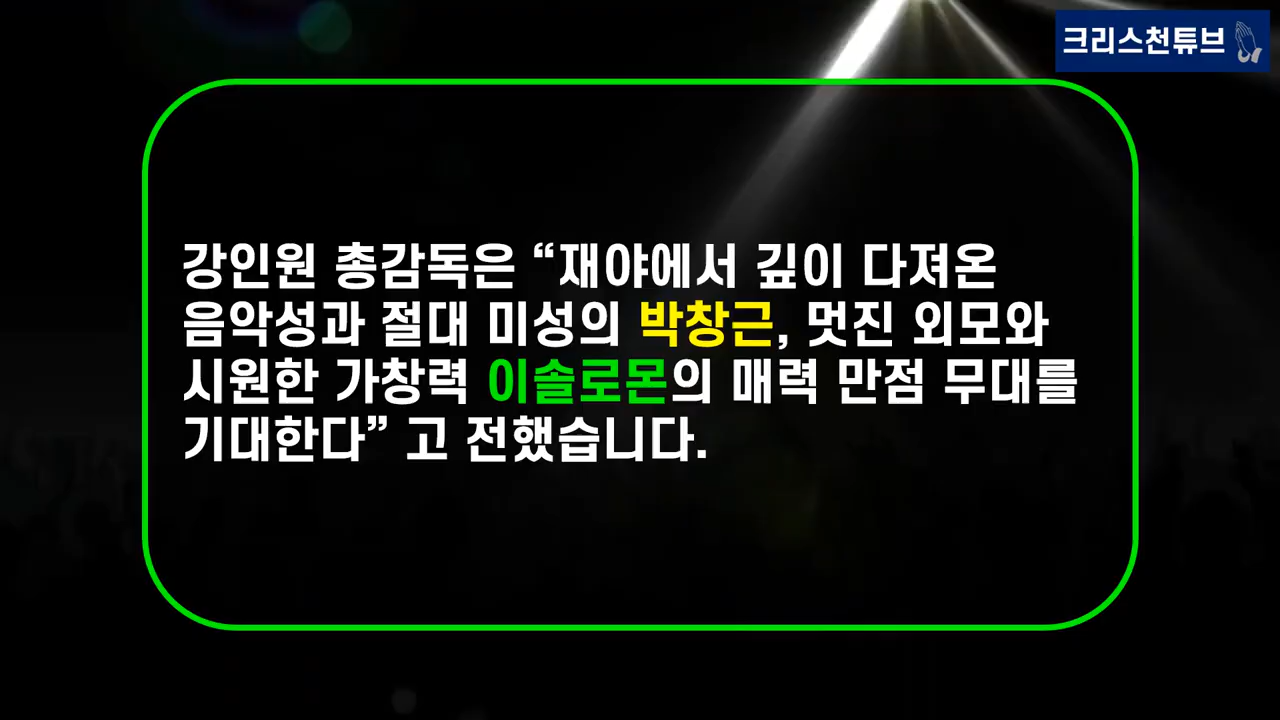 크리스천튜브
강인원 총감독은 “재야에서 깊이 다져온
음악성과 절대 미성의 박창근, 멋진 외모와
시원한 가창력 이솔로몬의 매력 만점 무대를
기대한다” 고 전했습니다.